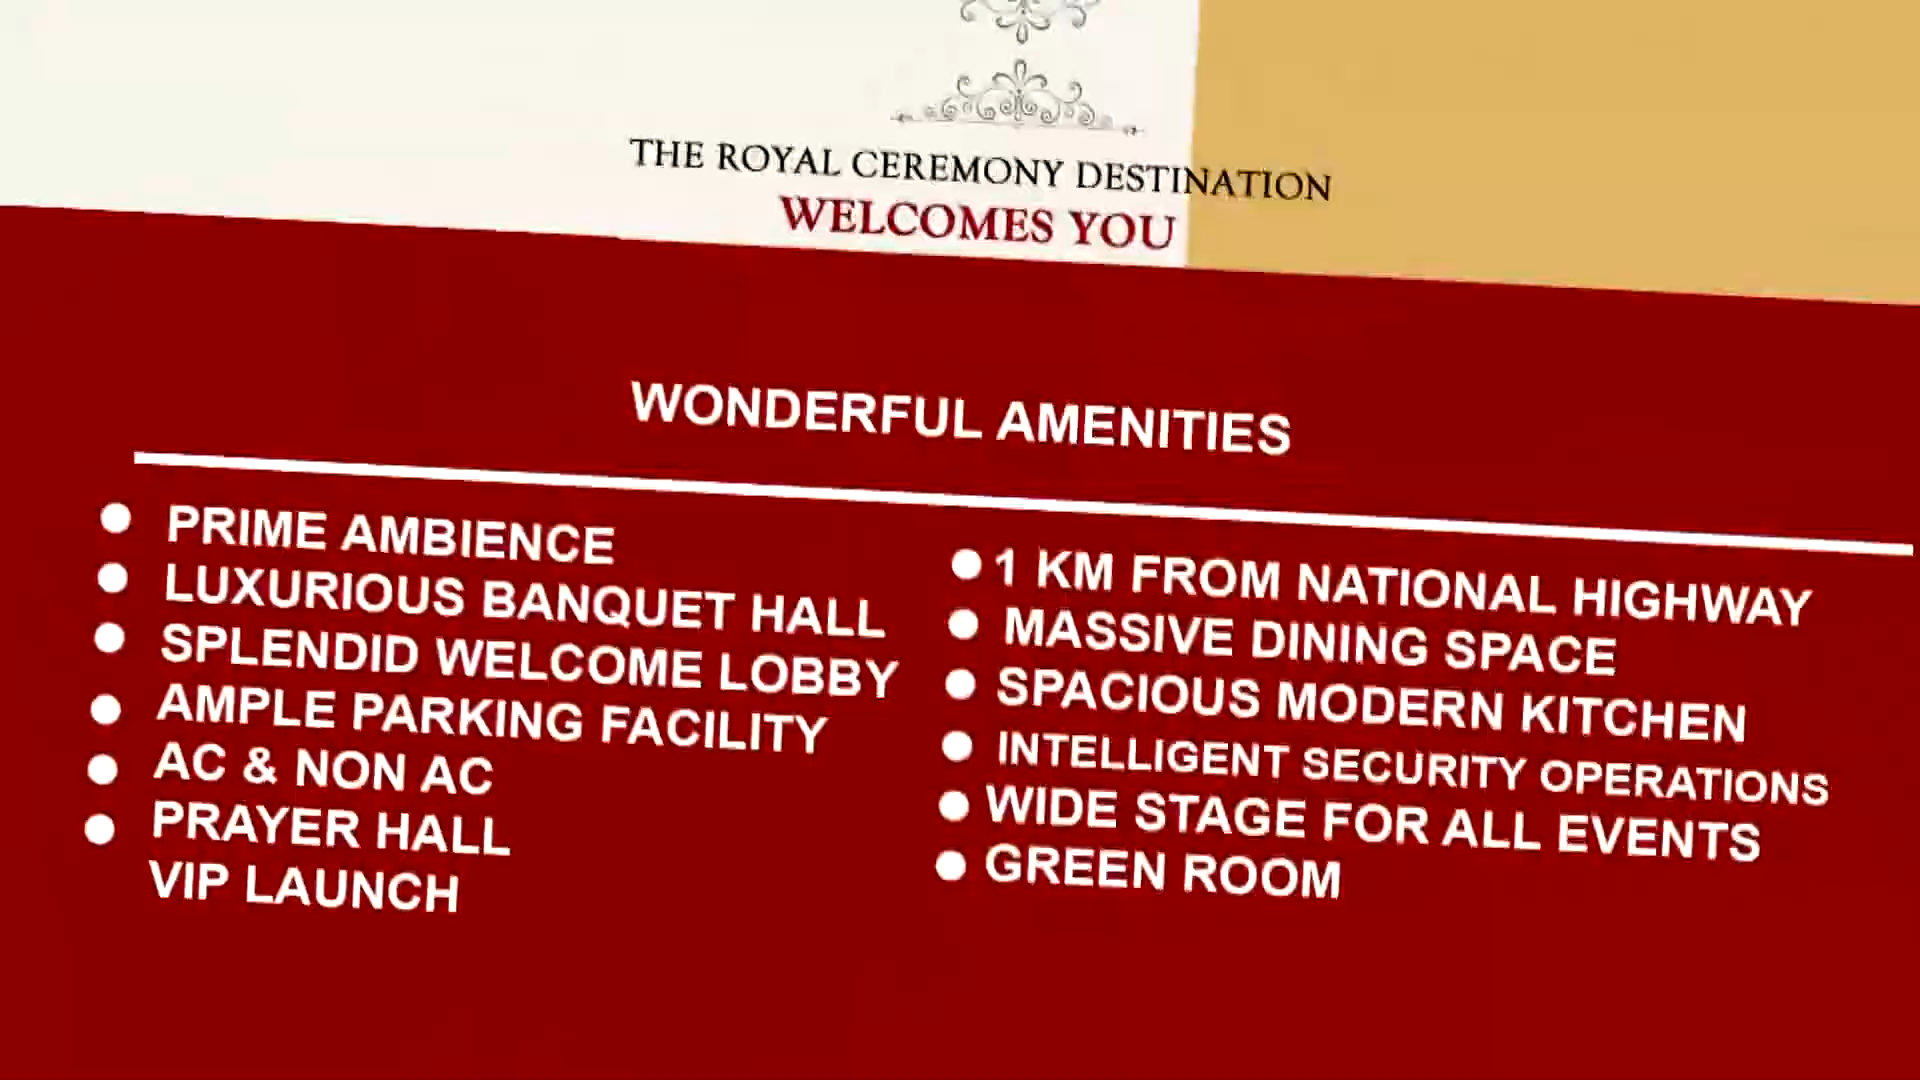 THE ROYAL CEREMONY DESTINATION
WELCOMES YOU
WONDERFUL AMENITIES
● PRIME AMBIENCE
● LUXURIOUS BANQUET HALL
● SPLENDID WELCOME LOBBY
● AMPLE PARKING FACILITY
● AC & NON AC
● PRAYER HALL
VIP LAUNCH
● 1 KM FROM NATIONAL HIGHWAY
● MASSIVE DINING SPACE
● SPACIOUS MODERN KITCHEN
● INTELLIGENT SECURITY OPERATIONS
● WIDE STAGE FOR ALL EVENTS
● GREEN ROOM